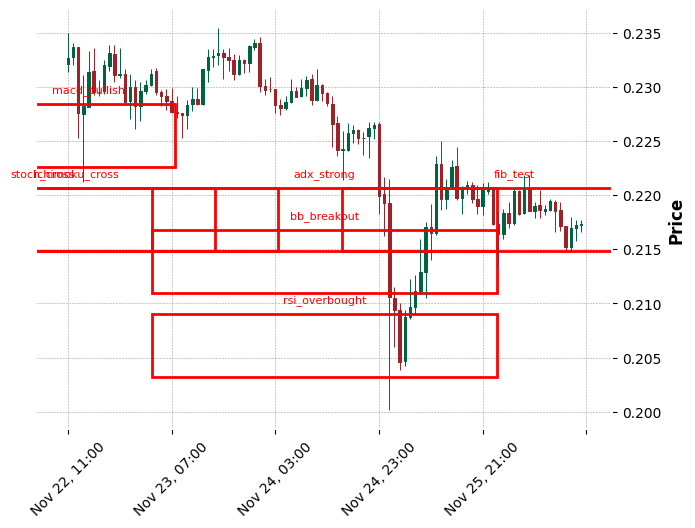 0.235
0.230
macd_bullish
0.225
adx_strong
fib_test
0.220
bb_breakout
0.215
0.210
rsi_overbought
0.205
0.200
Price
Nov 22, 11:00
Nov 23, 07:00
Nov 24, 03:00
Nov 24, 23:00
Nov 25, 21:00